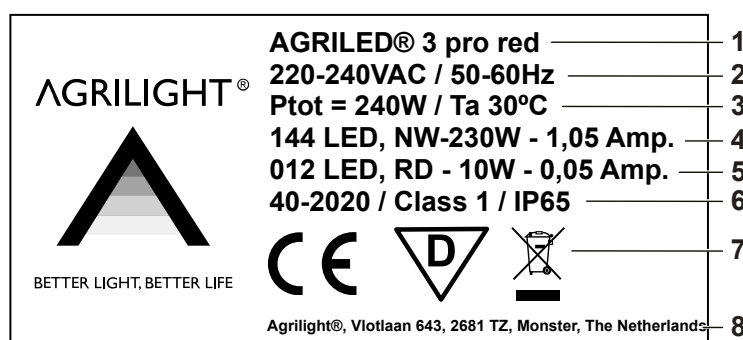 AGRILIGHT®
BETTER LIGHT, BETTER LIFE
AGRILED® 3 pro red
1
220-240VAC / 50-60Hz
2
Ptot = 240W / Ta 30ºC
3
144 LED, NW-230W - 1,05 Amp.
4
012 LED, RD - 10W - 0,05 Amp.
5
40-2020 / Class 1 / IP65
6
CE
D
7
Agrilight®, Vlotlaan 643, 2681 TZ, Monster, The Netherlands
8